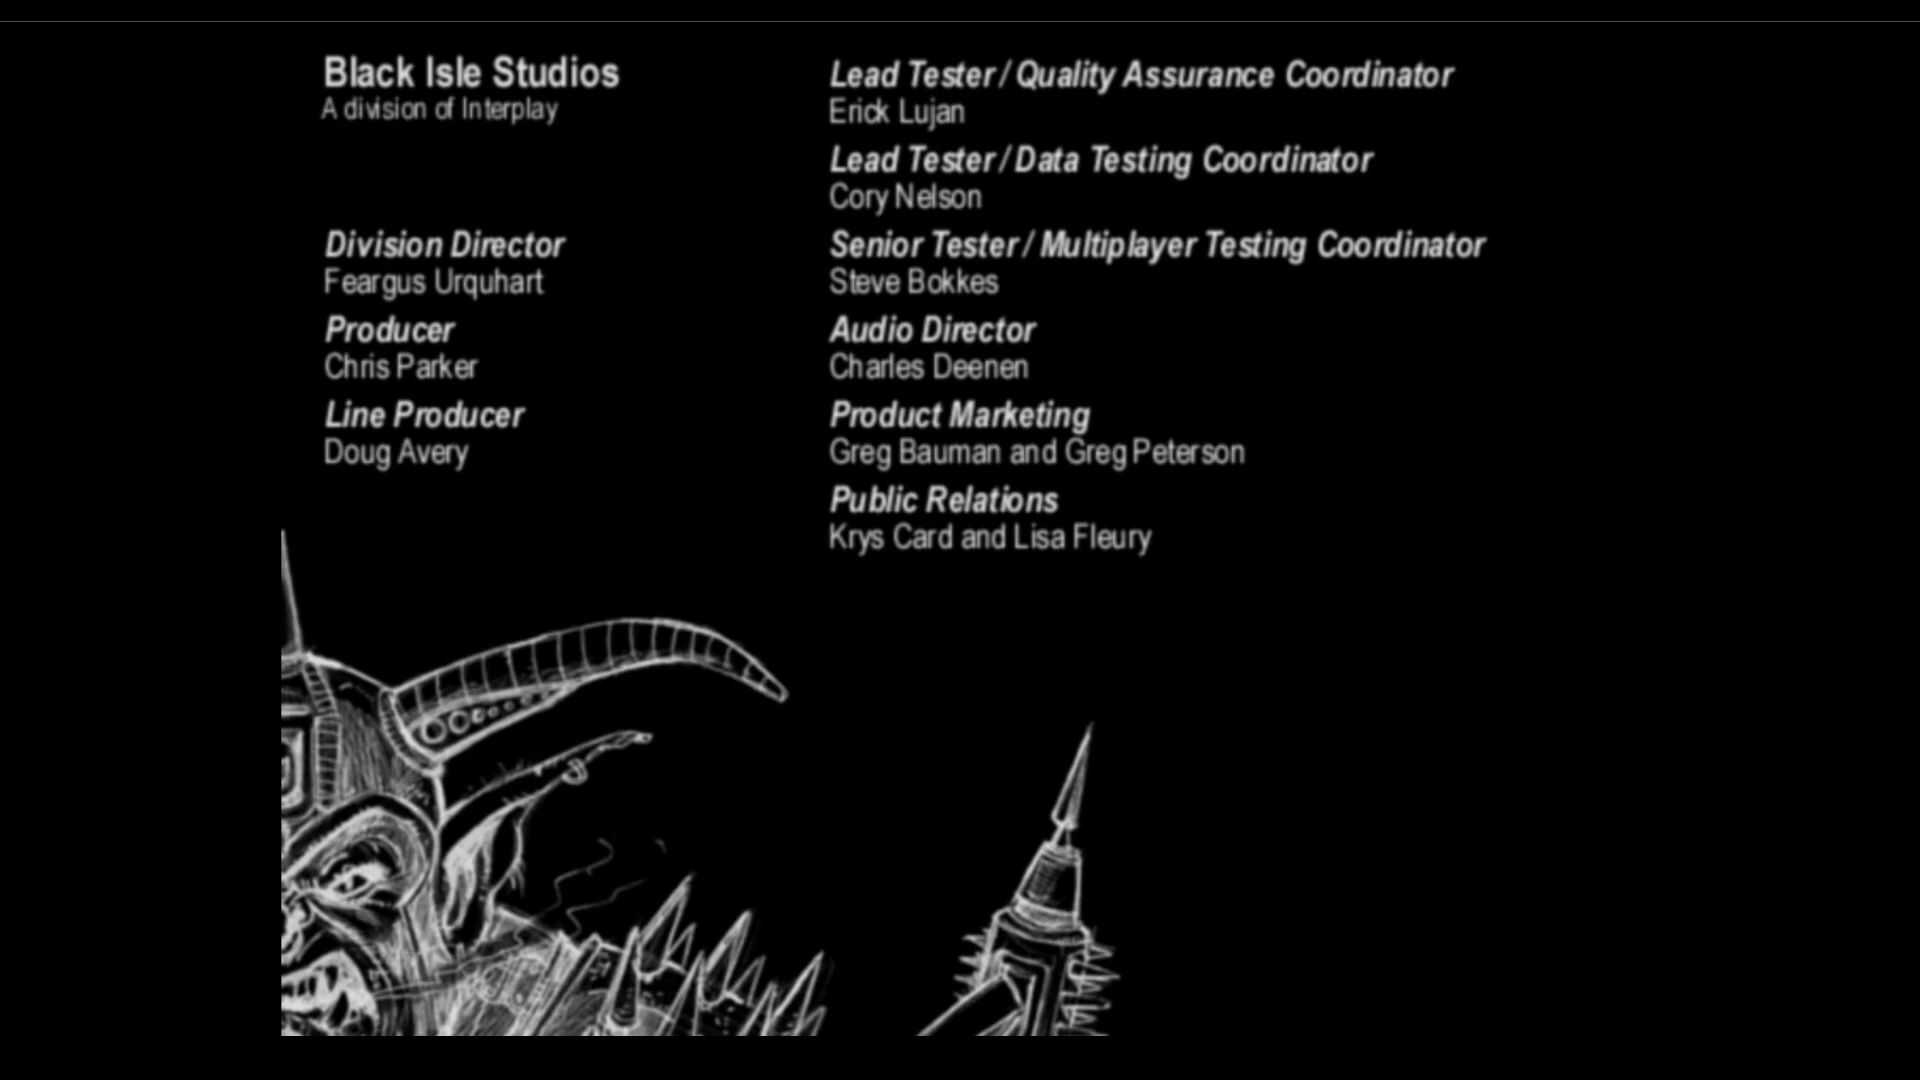 Black Isle Studios
A division of Interplay
Division Director
Feargus Urquhart
Producer
Chris Parker
Line Producer
Doug Avery
Lead Tester / Quality Assurance Coordinator
Erick Lujan
Lead Tester / Data Testing Coordinator
Cory Nelson
Senior Tester / Multiplayer Testing Coordinator
Steve Bokkes
Audio Director
Charles Deenen
Product Marketing
Greg Bauman and Greg Peterson
Public Relations
Krys Card and Lisa Fleury